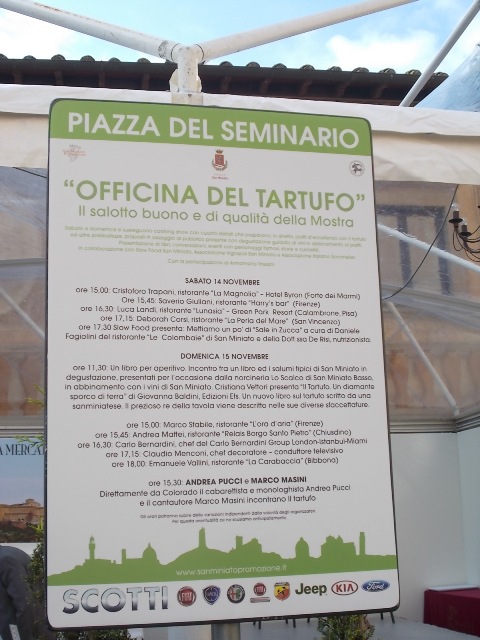 PIAZZA DEL SEMINARIO
"OFFICINA DEL TARTUFO"
Il salotto buono e di qualità della Mostra
SABATO 14 NOVEMBRE
ore 15,00: Cristoforo Trapani, ristorante "La Magnolia" - Hotel Byron (Forte dei Marmi)
Ore 15,45: Saverio Giuliani, ristorante "Harry's bar" (Firenze)
ore 16,30 Luca Landi, ristorante "Lunasia" - Green Park Resort (Calambrone, Pisa)
ore 17,15: Deborah Corsi, ristorante "La Perla del Mare" (San Vincenzo)
ore 17,30 Slow Food presenta: Mettiamo un po' di "Sale in Zucca" a cura di Daniele
Fagiolini del ristorante "Le Colombaie" di San Miniato e della Dott.ssa De Risi, nutrizionista.
DOMENICA 15 NOVEMBRE
ore 11,30: Un libro per aperitivo. Incontro fra un libro ed i salumi tipici di San Miniato in
degustazione, presentati per l'occasione dalla norcineria Lo Scalco di San Miniato Basso,
in abbinamento con i vini di San Miniato. Cristiana Vettori presenta "Il Tartufo. Un diamante
sporco di terra" di Giovanna Baldini, Edizioni Ets. Un nuovo libro sul tartufo scritto da una
sanminiatese. Il prezioso re della tavola viene descritto nelle sue diverse sfaccettature.
ore 15,00: Marco Stabile, ristorante "L'ora d'aria" (Firenze)
ore 15,45: Andrea Mattei, ristorante "Relais Borgo Santo Pietro" (Chiusdino)
ore 16,30: Carlo Bernardini, chef del Carlo Bernardini Group London-Istanbul-Miami
ore 17,15: Claudio Menconi, chef decoratore - conduttore televisivo
ore 18,00: Emanuele Vallini, ristorante "La Carabaccia" (Bibbona)
ore 15,30: ANDREA PUCCI e MARCO MASINI
Direttamente da Colorado il cabarettista e monologhista Andrea Pucci
e il cantautore Marco Masini incontrano il tartufo
www.sanminiatopromozione.it
SCOTTI FIAT Jeep KIA Ford
A MERCAT